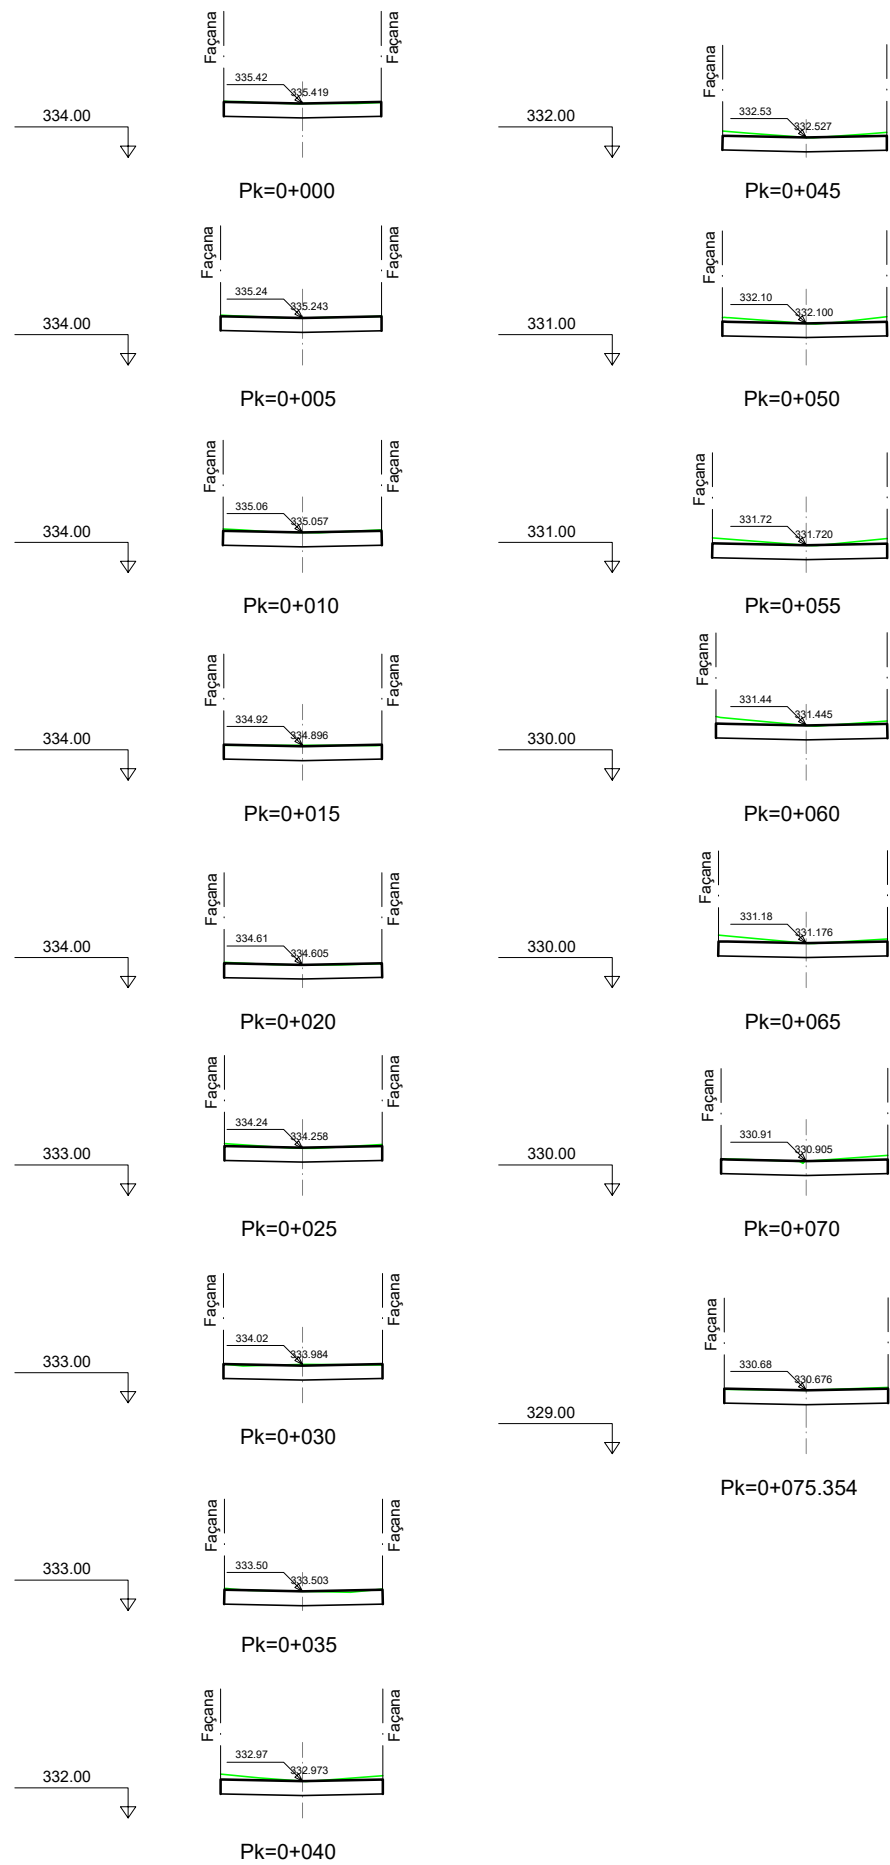 Façana
Façana
335.42
335.419
334.00
Pk=0+000
Façana
Façana
335.24
335.243
334.00
Pk=0+005
Façana
Façana
335.06
335.057
334.00
Pk=0+010
Façana
Façana
334.92
334.896
334.00
Pk=0+015
Façana
Façana
334.61
334.605
334.00
Pk=0+020
Façana
Façana
334.24
334.258
333.00
Pk=0+025
Façana
Façana
334.02
333.984
333.00
Pk=0+030
Façana
Façana
333.50
333.503
333.00
Pk=0+035
Façana
Façana
332.97
332.973
332.00
Pk=0+040
Façana
332.53
332.527
332.00
Pk=0+045
Façana
332.10
332.100
331.00
Pk=0+050
Façana
331.72
331.720
331.00
Pk=0+055
Façana
331.44
331.445
330.00
Pk=0+060
Façana
331.18
331.176
330.00
Pk=0+065
Façana
330.91
330.905
330.00
Pk=0+070
Façana
330.68
330.676
329.00
Pk=0+075.354